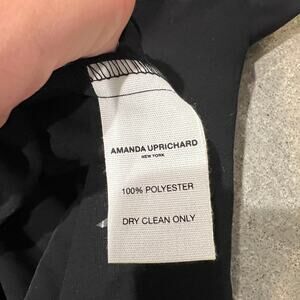 AMANDA UPRICHARD
NEW YORK
100% POLYESTER
DRY CLEAN ONLY